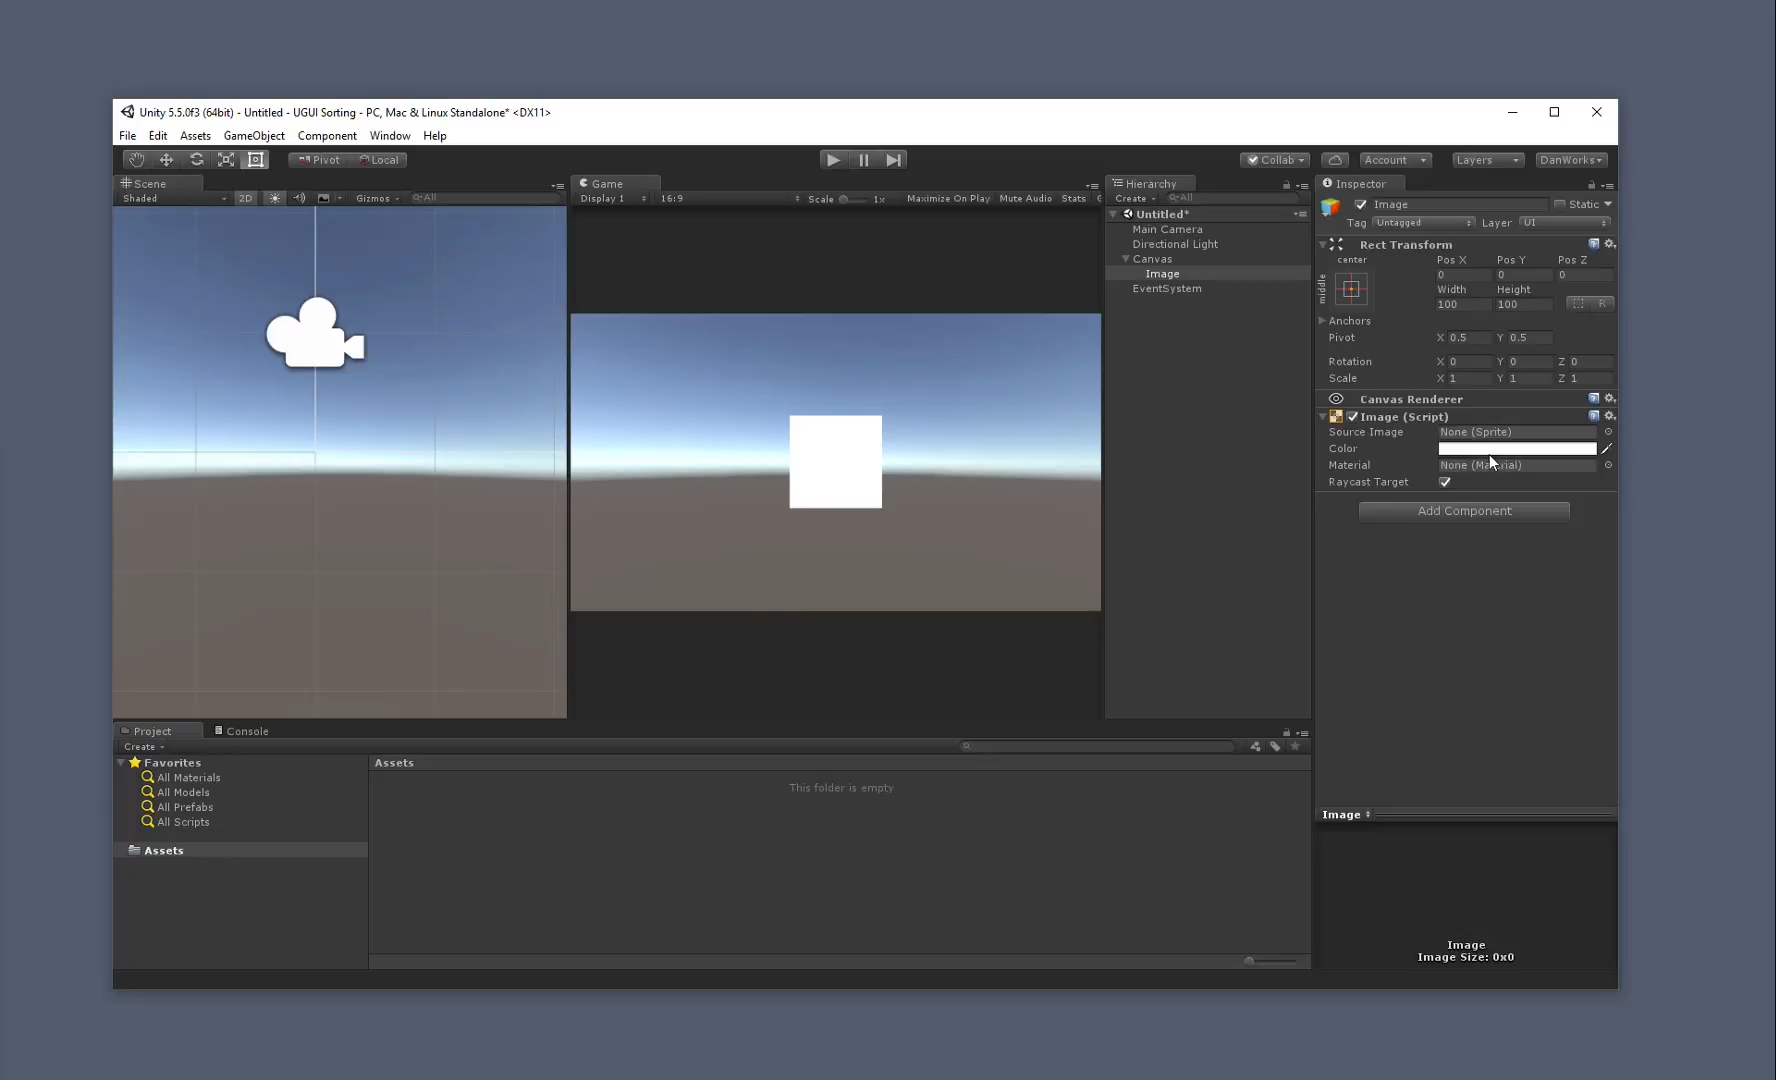 Unity 5.5.0f3 (64bit) - Untitled - UGUI Sorting - PC, Mac & Linux Standalone* <DX11>
File Edit Assets GameObject Component Window Help
Pivot Local
Collab Account Layers DanWorks
Scene
Shaded 2D Gizmos All
Game
Display 1 16:9 Scale 1x Maximize On Play Mute Audio Stats
Hierarchy
Create All
Untitled*
Main Camera
Directional Light
Canvas
Image
EventSystem
Inspector
Image Static
Tag Untagged Layer UI
Rect Transform
center Pos X Pos Y Pos Z
middle
0 0 0
Width Height
100 100 R
Anchors
Pivot X 0.5 Y 0.5
Rotation X 0 Y 0 Z 0
Scale X 1 Y 1 Z 1
Canvas Renderer
Image (Script)
Source Image None (Sprite)
Color
Material None (Material)
Raycast Target
Add Component
Project Console
Create
Favorites
All Materials
All Models
All Prefabs
All Scripts
Assets
Assets
This folder is empty
Image
Image
Image Size: 0x0